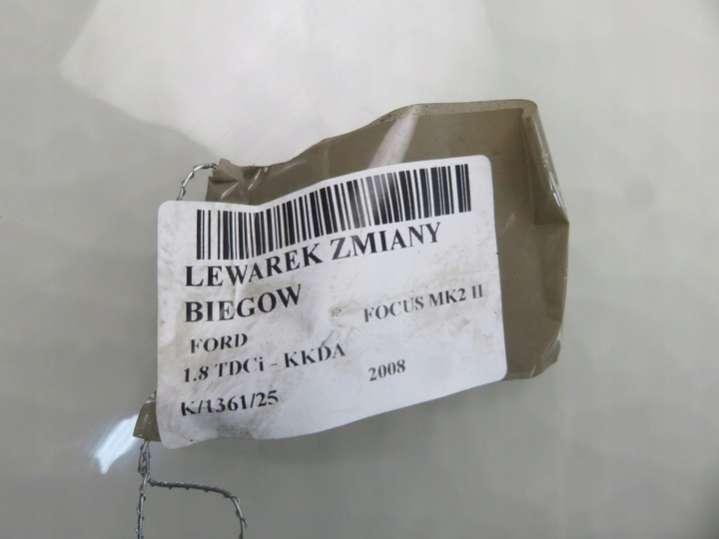 LEWAREK ZMIANY
BIEGOW
FORD FOCUS MK2 II
1.8 TDCi - KKDA 2008
K/1361/25